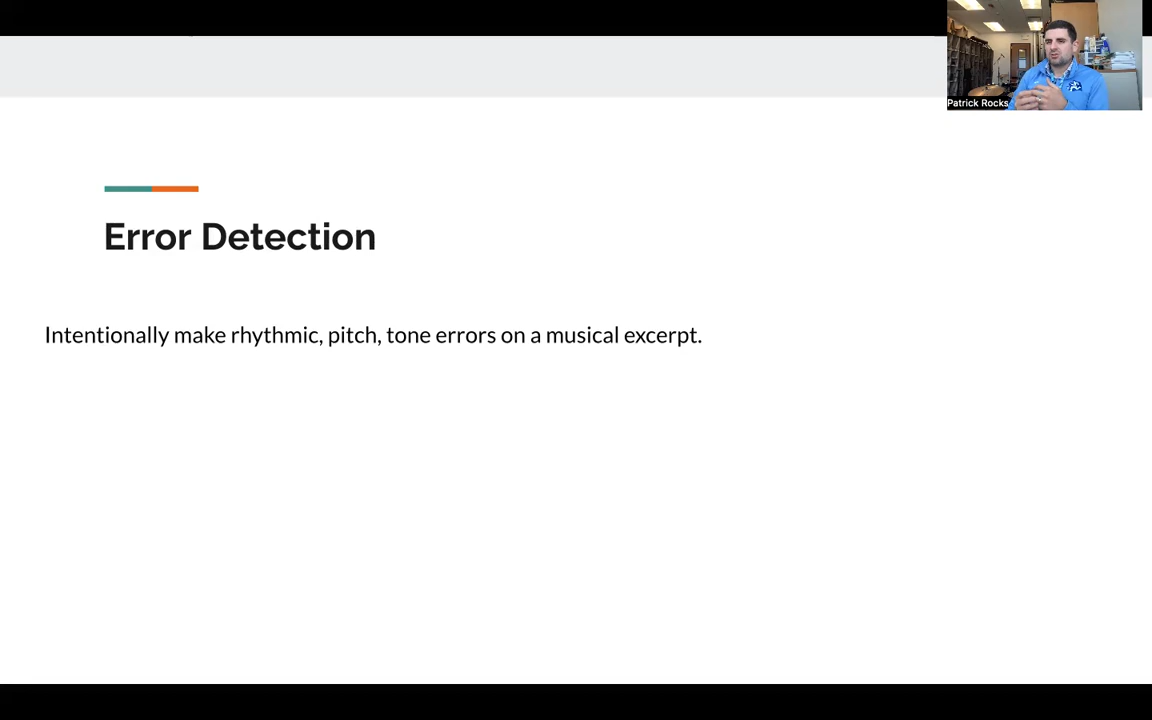 Patrick Rocks
Error Detection
Intentionally make rhythmic, pitch, tone errors on a musical excerpt.